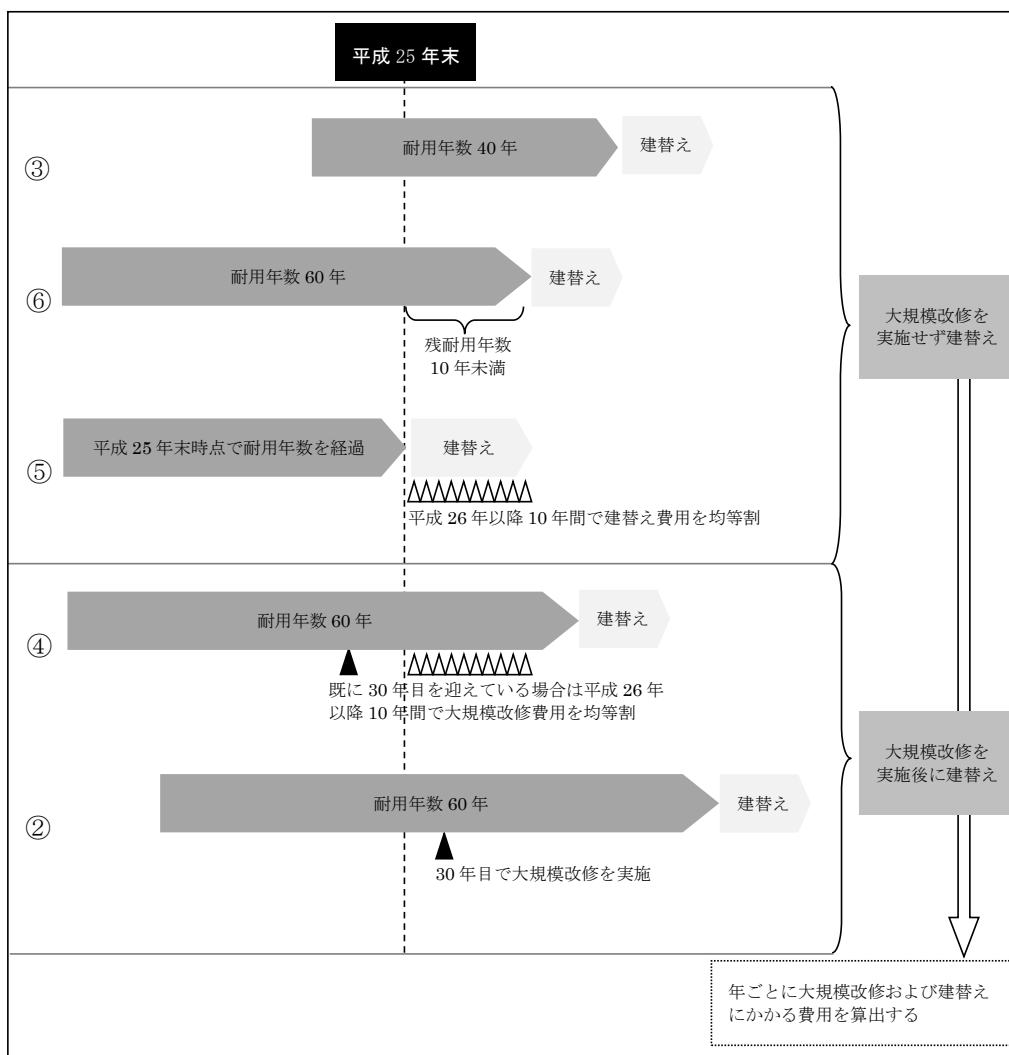 平成 25 年末
③
耐用年数 40 年
建替え
⑥
耐用年数 60 年
建替え
残耐用年数
10 年未満
大規模改修を
実施せず建替え
⑤
平成 25 年末時点で耐用年数を経過
建替え
平成 26 年以降 10 年間で建替え費用を均等割
④
耐用年数 60 年
建替え
既に 30 年目を迎えている場合は平成 26 年
以降 10 年間で大規模改修費用を均等割
大規模改修を
実施後に建替え
②
耐用年数 60 年
建替え
30 年目で大規模改修を実施
年ごとに大規模改修および建替え
にかかる費用を算出する